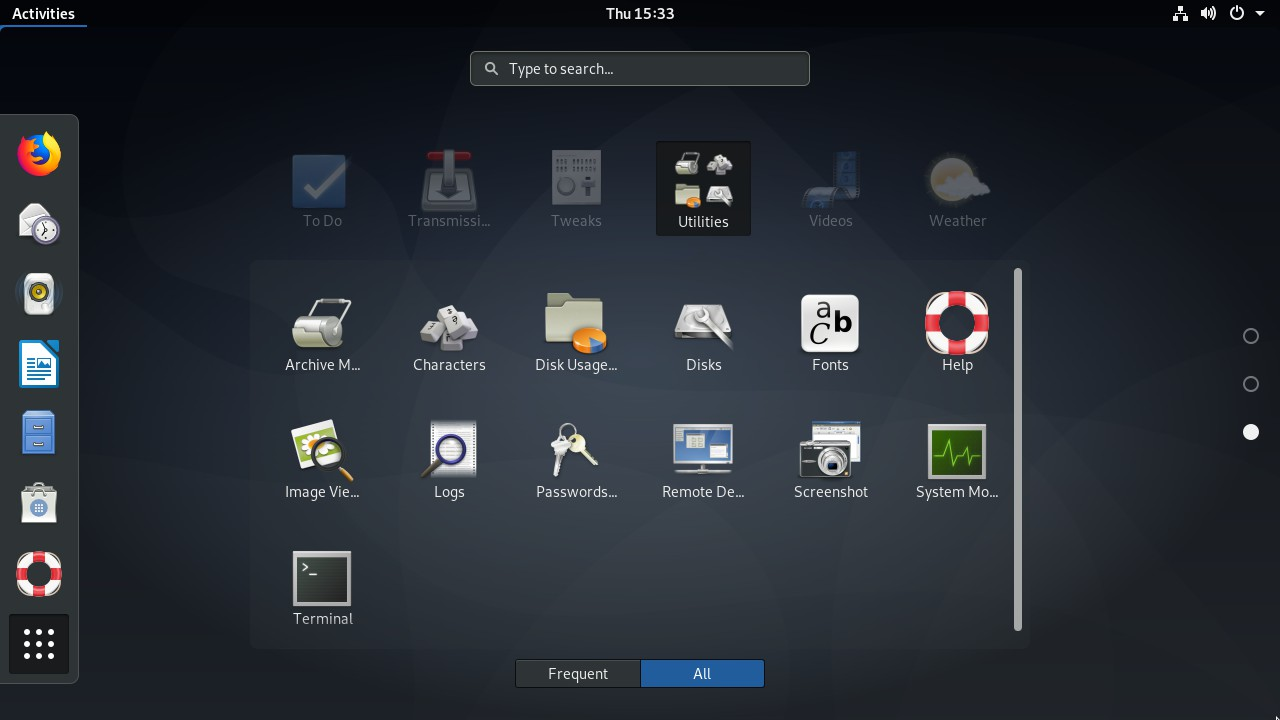 Activities
Thu 15:33
Type to search...
To Do
Transmissi...
Tweaks
Utilities
Videos
Weather
Archive M...
Characters
Disk Usage...
Disks
Fonts
Help
Image Vie...
Logs
Passwords...
Remote De...
Screenshot
System Mo...
Terminal
Frequent
All